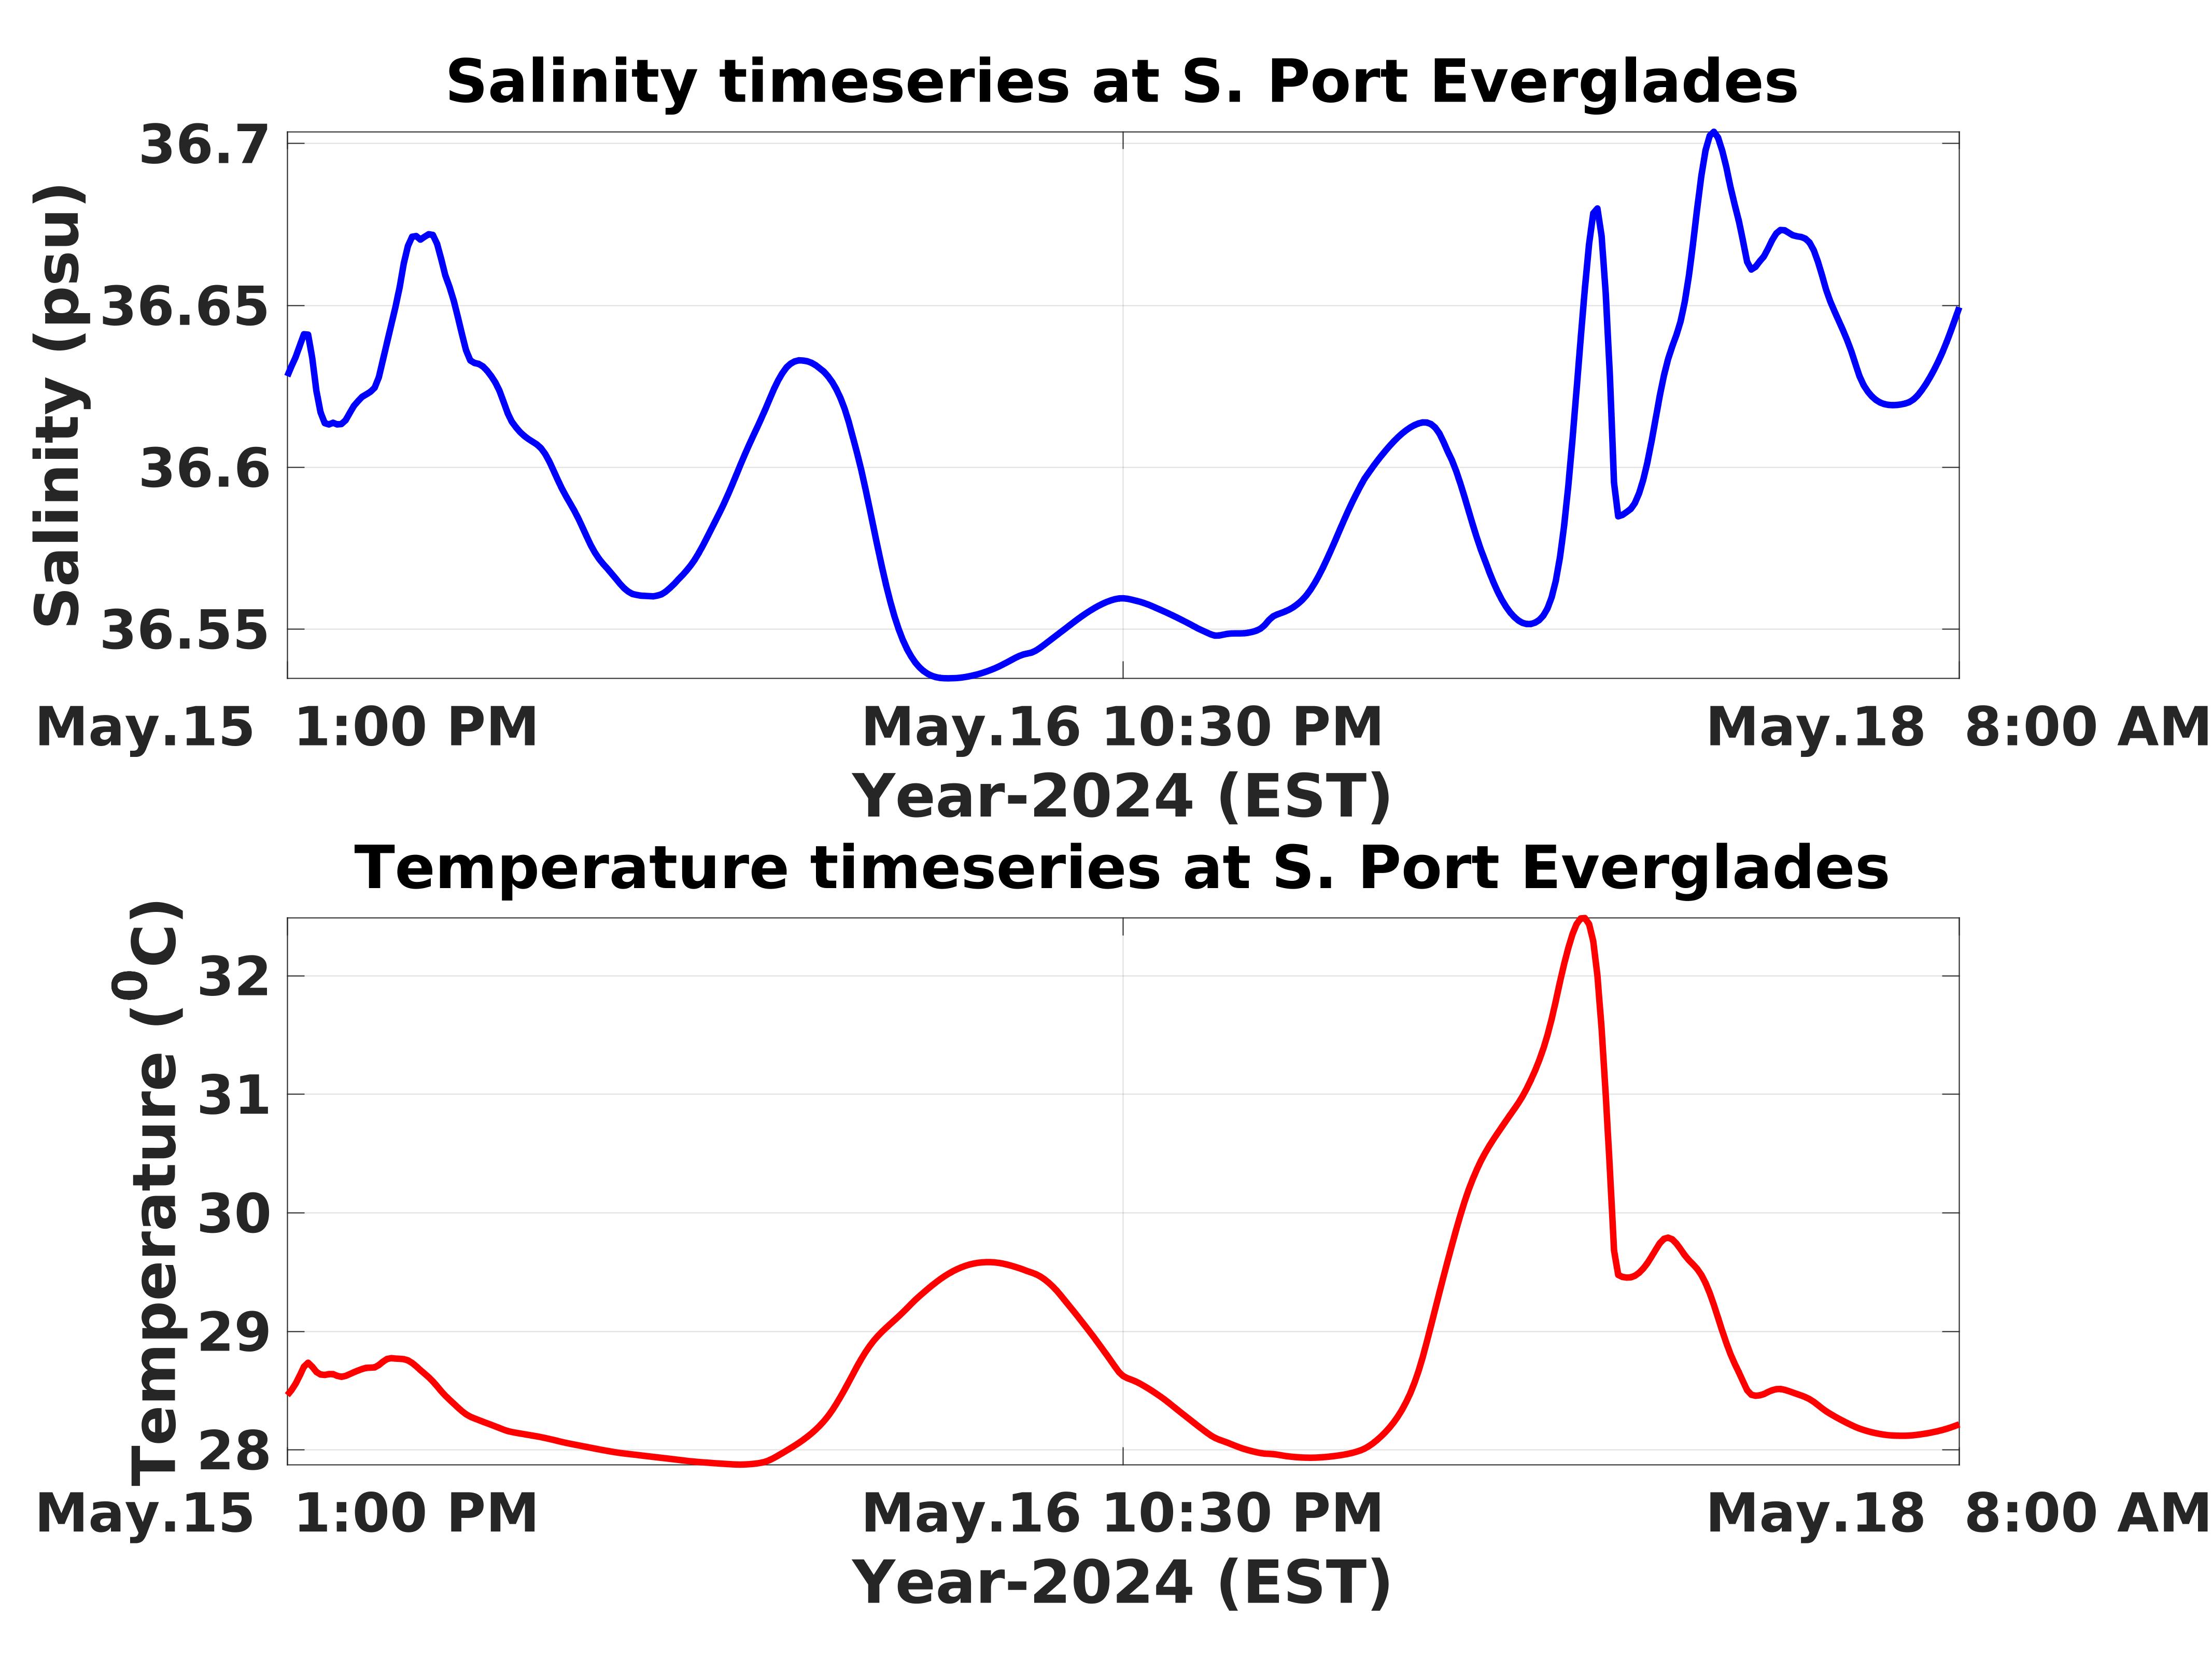 Salinity timeseries at S. Port Everglades
Salinity (psu)
36.7
36.65
36.6
36.55
May.15  1:00 PM
May.16 10:30 PM
May.18  8:00 AM
Year-2024 (EST)
Temperature timeseries at S. Port Everglades
Temperature (⁰C)
32
31
30
29
28
May.15  1:00 PM
May.16 10:30 PM
May.18  8:00 AM
Year-2024 (EST)